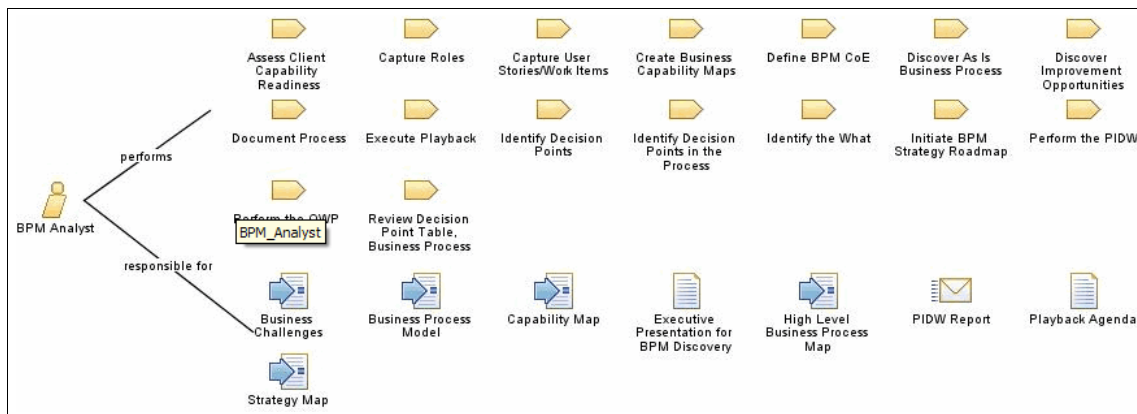 Assess Client
Capability
Readiness
Capture Roles
Capture User
Stories/Work Items
Create Business
Capability Maps
Define BPM CoE
Discover As Is
Business Process
Discover
Improvement
Opportunities
Document Process
Execute Playback
Identify Decision
Points
Identify Decision
Points in the
Process
Identify the What
Initiate BPM
Strategy Roadmap
Perform the PIDW
performs
BPM Analyst
Perform the QWP
BPM_Analyst
Review Decision
Point Table,
Business Process
responsible for
Business
Challenges
Business Process
Model
Capability Map
Executive
Presentation for
BPM Discovery
High Level
Business Process
Map
PIDW Report
Playback Agenda
Strategy Map